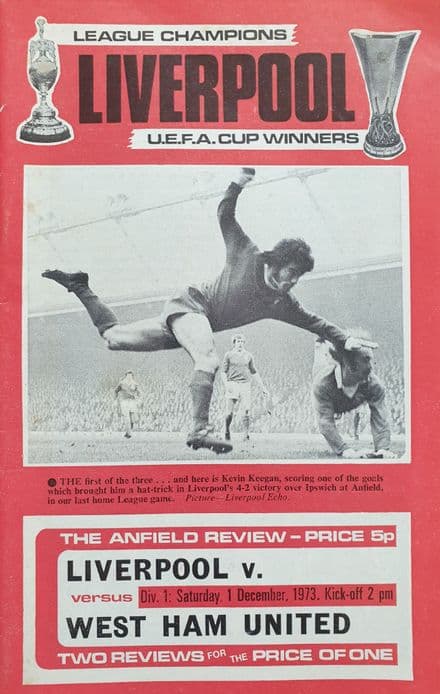 LEAGUE CHAMPIONS
LIVERPOOL
U.E.F.A. CUP WINNERS
THE first of the three . . . and here is Kevin Keegan, scoring one of the goals
which brought him a hat-trick in Liverpool's 4-2 victory over Ipswich at Anfield,
in our last home League game. Picture—Liverpool Echo.
THE ANFIELD REVIEW – PRICE 5p
LIVERPOOL v.
versus Div. 1: Saturday, 1 December, 1973. Kick-off 2 pm
WEST HAM UNITED
TWO REVIEWS FOR THE PRICE OF ONE